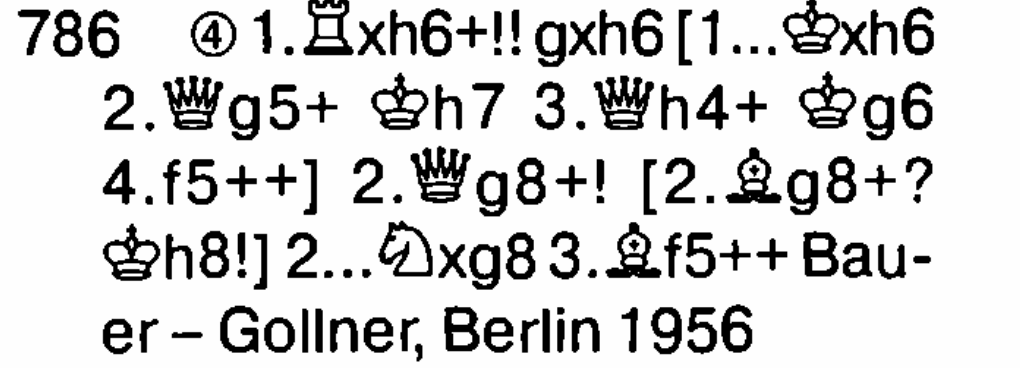 786 ④ 1.♖xh6+!! gxh6 [1...♔xh6
2.♕g5+ ♔h7 3.♕h4+ ♔g6
4.f5++] 2.♕g8+! [2.♗g8+?
♔h8!] 2...♘xg8 3.♗f5++ Bau-
er – Gollner, Berlin 1956